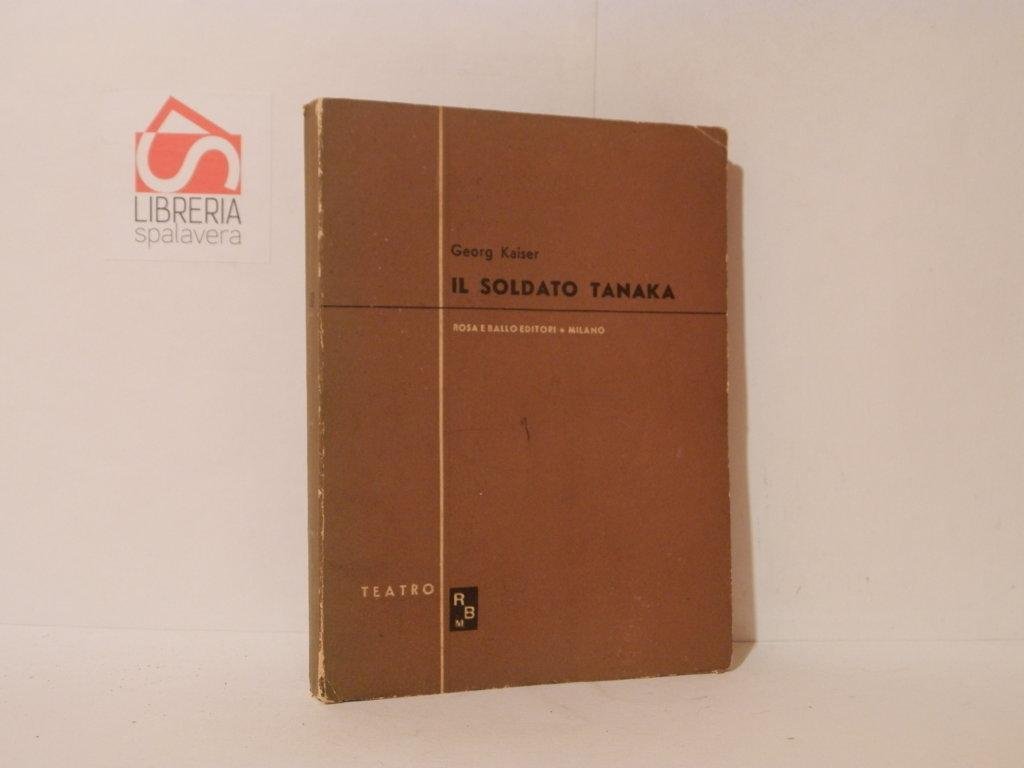 LIBRERIA
spalavera
Georg Kaiser
IL SOLDATO TANAKA
ROSA E BALLO EDITORI • MILANO
TEATRO
R
B
M